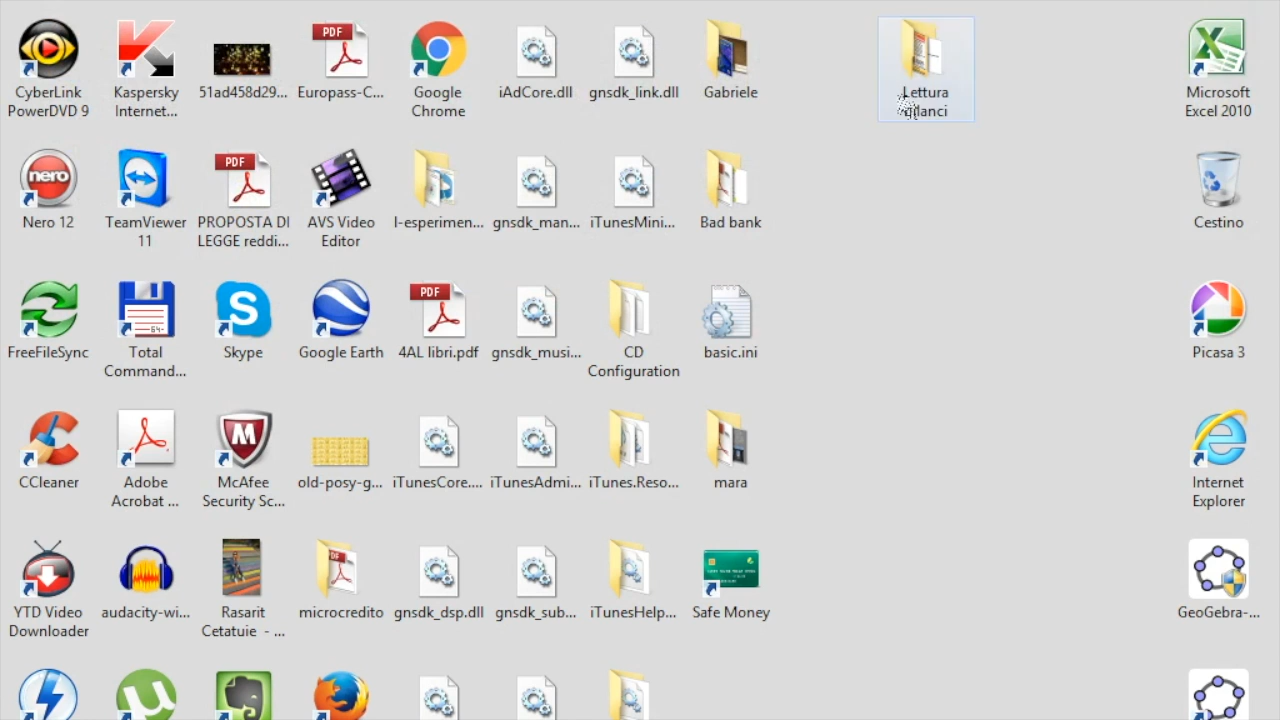 CyberLink
PowerDVD 9
Kaspersky
Internet...
51ad458d29...
PDF
Europass-C...
Google
Chrome
iAdCore.dll
gnsdk_link.dll
Gabriele
Lettura
Microsoft
Excel 2010
nero
Nero 12
TeamViewer
11
PDF
PROPOSTA DI
LEGGE reddi...
AVS Video
Editor
I-esperimen...
gnsdk_man...
iTunesMini...
Bad bank
Cestino
FreeFileSync
64
Total
Command...
Skype
Google Earth
PDF
4AL libri.pdf
gnsdk_musi...
CD
Configuration
basic.ini
Picasa 3
CCleaner
Adobe
Acrobat ...
McAfee
Security Sc...
old-posy-g...
iTunesCore....
iTunesAdmi...
iTunes.Reso...
mara
Internet
Explorer
YTD Video
Downloader
audacity-wi...
Rasarit
Cetatuie - ...
PDF
microcredito
gnsdk_dsp.dll
gnsdk_sub...
iTunesHelp...
Safe Money
GeoGebra-...